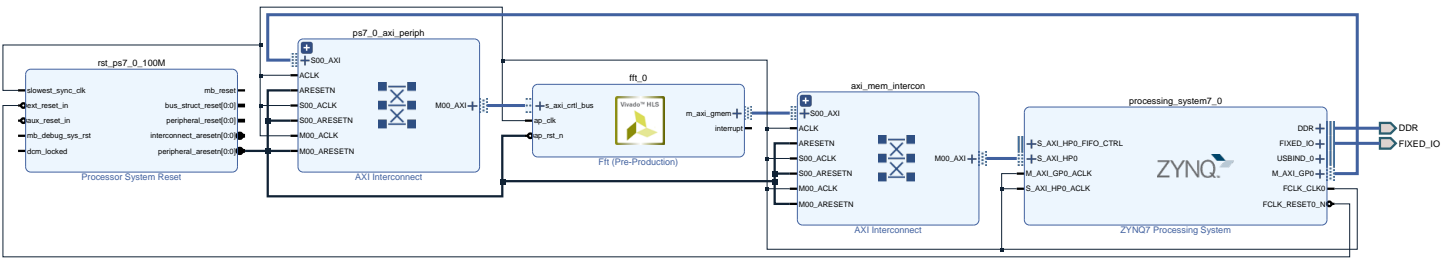 rst_ps7_0_100M
slowest_sync_clk
ext_reset_in
aux_reset_in
mb_debug_sys_rst
dcm_locked
mb_reset
bus_struct_reset[0:0]
peripheral_reset[0:0]
interconnect_aresetn[0:0]
peripheral_aresetn[0:0]
Processor System Reset
ps7_0_axi_periph
S00_AXI
ACLK
ARESETN
S00_ACLK
S00_ARESETN
M00_ACLK
M00_ARESETN
M00_AXI
AXI Interconnect
fft_0
s_axi_crtl_bus
ap_clk
ap_rst_n
Vivado™ HLS
m_axi_gmem
interrupt
Fft (Pre-Production)
axi_mem_intercon
S00_AXI
ACLK
ARESETN
S00_ACLK
S00_ARESETN
M00_ACLK
M00_ARESETN
M00_AXI
AXI Interconnect
processing_system7_0
S_AXI_HP0_FIFO_CTRL
S_AXI_HP0
M_AXI_GP0_ACLK
S_AXI_HP0_ACLK
ZYNQ
DDR
FIXED_IO
USBIND_0
M_AXI_GP0
FCLK_CLK0
FCLK_RESET0_N
ZYNQ7 Processing System
DDR
FIXED_IO